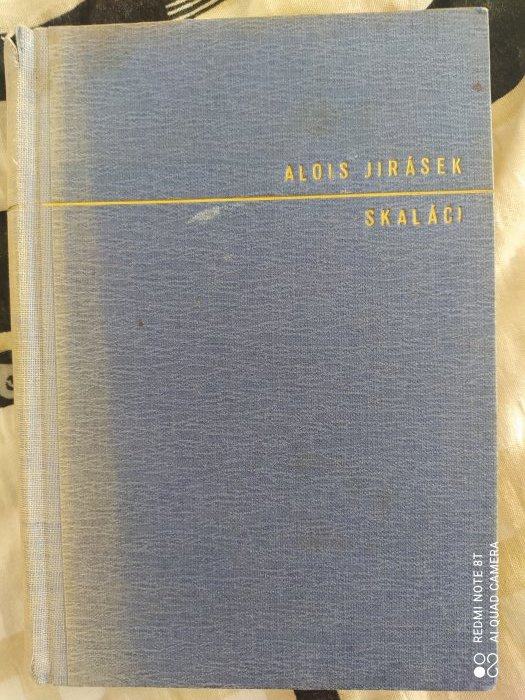 ALOIS JIRÁSEK
SKALÁCI
REDMI NOTE 8T
AI QUAD CAMERA